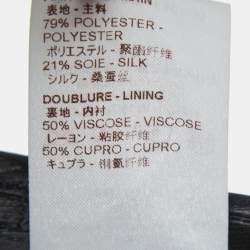 表地 - 主料
79% POLYESTER -
POLYESTER
ポリエステル - 聚酯纤维
21% SOIE - SILK
シルク - 桑蚕丝
DOUBLURE - LINING
裏地 - 内衬
50% VISCOSE - VISCOSE
レーヨン - 粘胶纤维
50% CUPRO - CUPRO
キュプラ - 铜氨纤维